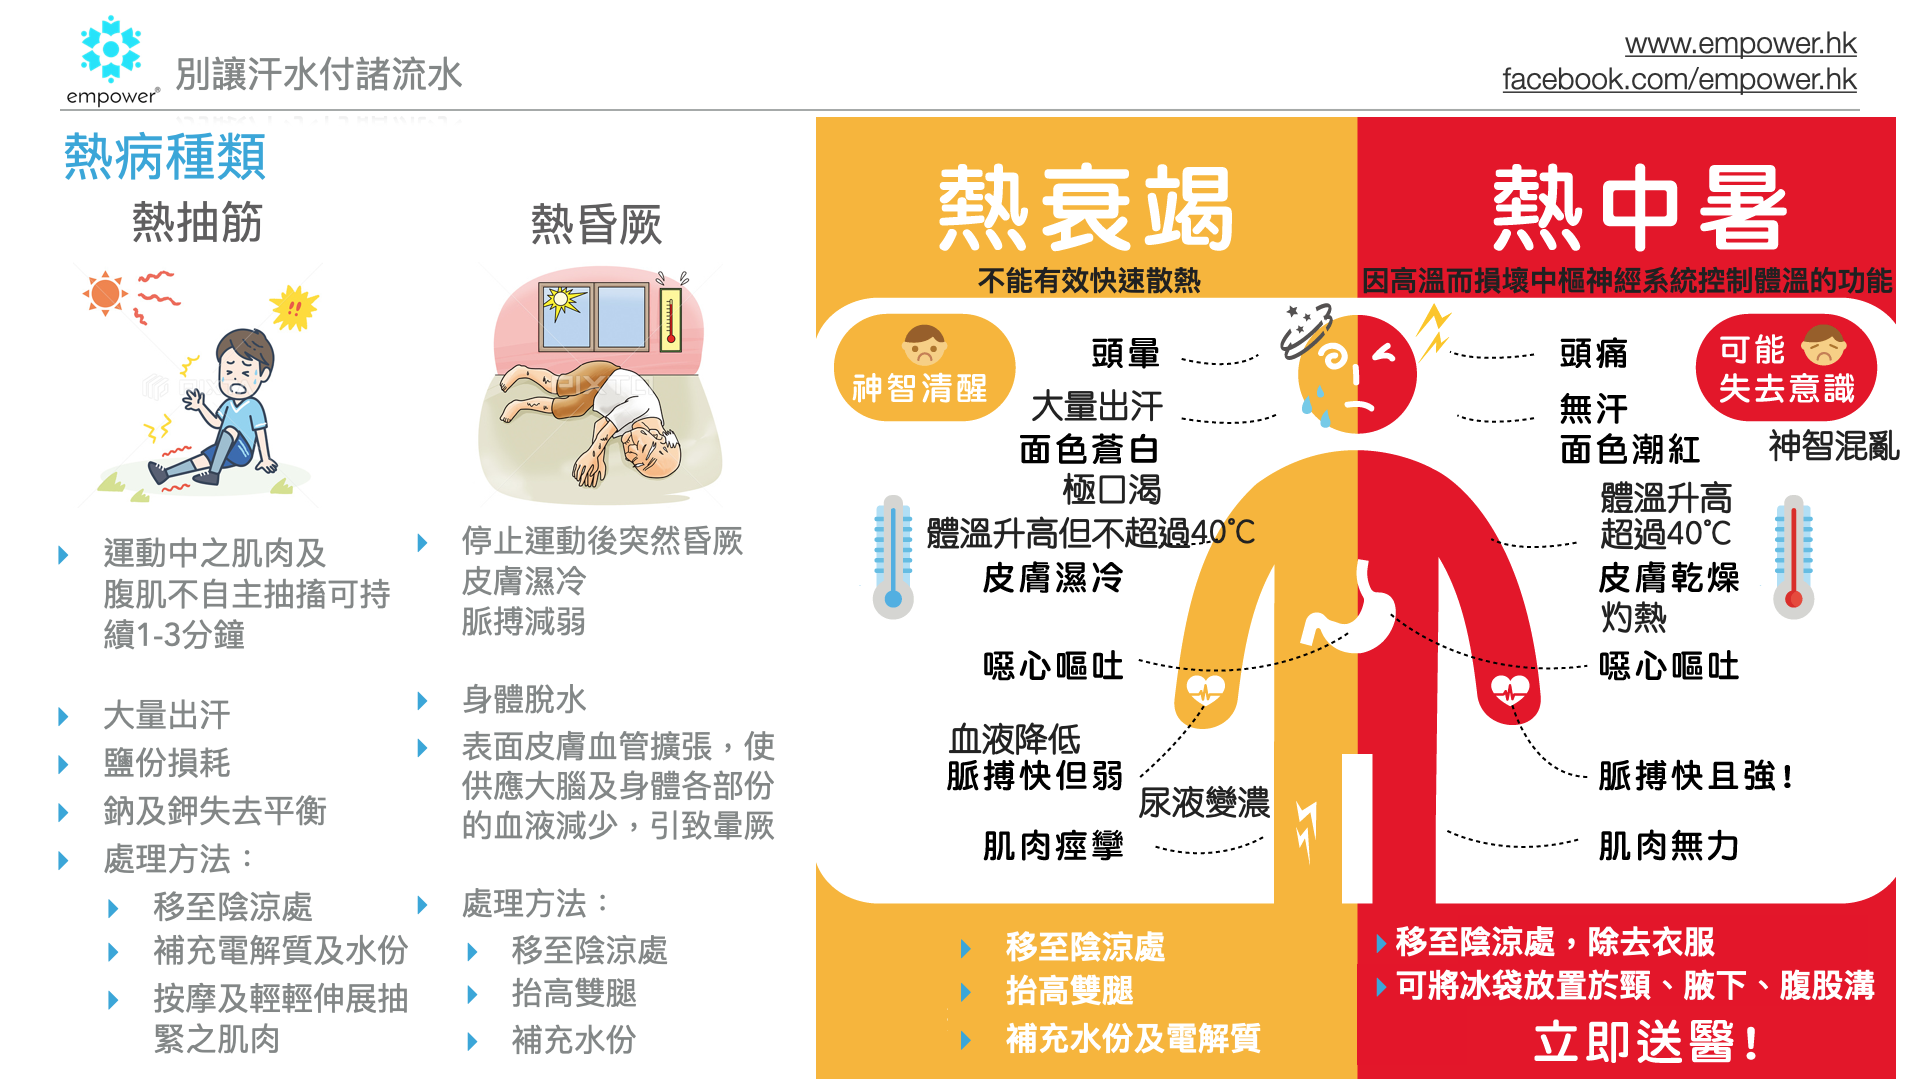 empower®
別讓汗水付諸流水
www.empower.hk
facebook.com/empower.hk
熱病種類
熱抽筋
運動中之肌肉及
腹肌不自主抽搐可持
續1-3分鐘
大量出汗
鹽份損耗
鈉及鉀失去平衡
處理方法：
移至陰涼處
補充電解質及水份
按摩及輕輕伸展抽
緊之肌肉
熱昏厥
停止運動後突然昏厥
皮膚濕冷
脈搏減弱
身體脫水
表面皮膚血管擴張，使
供應大腦及身體各部份
的血液減少，引致暈厥
處理方法：
移至陰涼處
抬高雙腿
補充水份
熱衰竭
不能有效快速散熱
神智清醒
頭暈
大量出汗
面色蒼白
極口渴
體溫升高但不超過40℃
皮膚濕冷
噁心嘔吐
血液降低
脈搏快但弱
尿液變濃
肌肉痙攣
移至陰涼處
抬高雙腿
補充水份及電解質
熱中暑
因高溫而損壞中樞神經系統控制體溫的功能
可能
失去意識
神智混亂
頭痛
無汗
面色潮紅
體溫升高
超過40℃
皮膚乾燥
灼熱
噁心嘔吐
脈搏快且強!
肌肉無力
移至陰涼處，除去衣服
可將冰袋放置於頸、腋下、腹股溝
立即送醫!